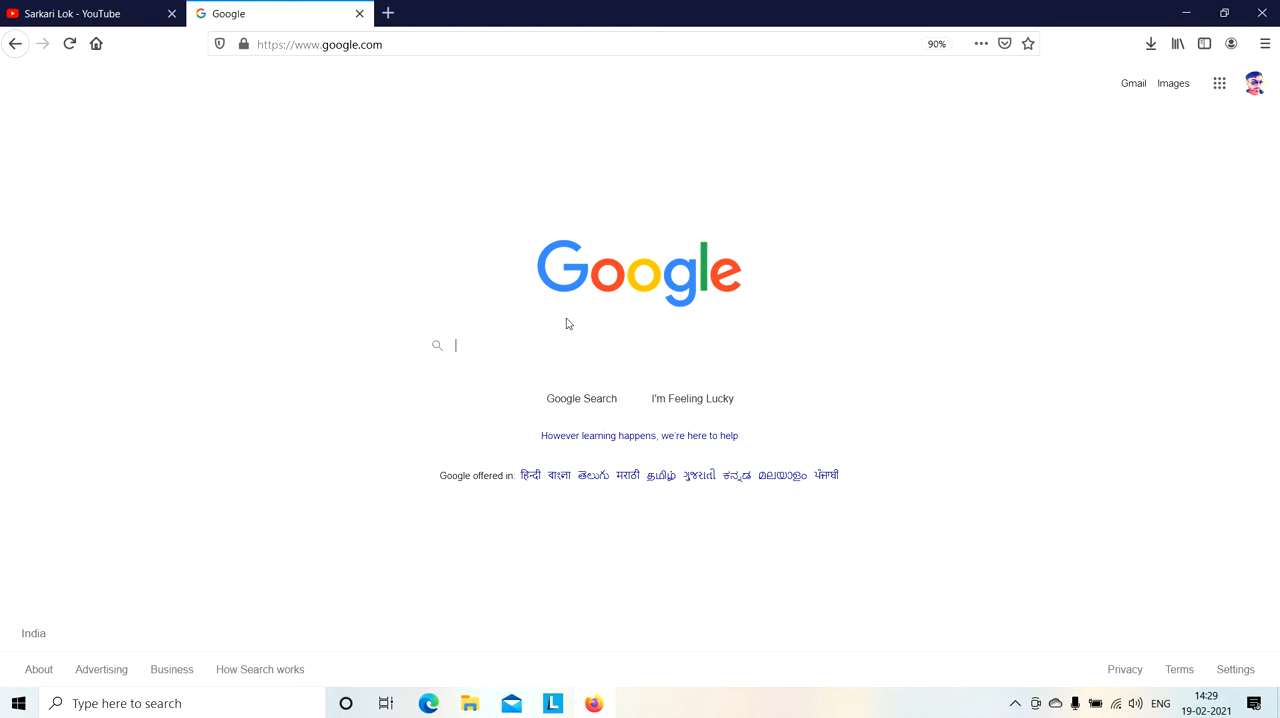 Sarkari Lok - YouTube
Google
https://www.google.com
90%
Gmail Images
Google
Google Search I'm Feeling Lucky
However learning happens, we're here to help
Google offered in: हिन्दी বাংলা తెలుగు मराठी தமிழ் ગુજરાતી ಕನ್ನಡ മലയാളം ਪੰਜਾਬੀ
India
About Advertising Business How Search works
Privacy Terms Settings
Type here to search
L
ENG
14:29
19-02-2021